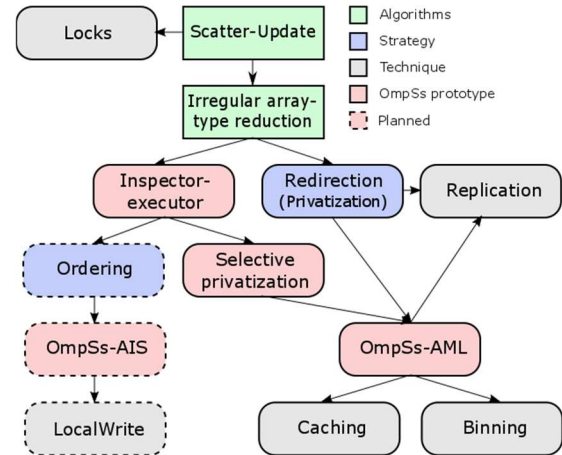 Locks
Scatter-Update
Algorithms
Strategy
Technique
OmpSs prototype
Planned
Irregular array-
type reduction
Inspector-
executor
Redirection
(Privatization)
Replication
Ordering
Selective
privatization
OmpSs-AIS
OmpSs-AML
LocalWrite
Caching
Binning